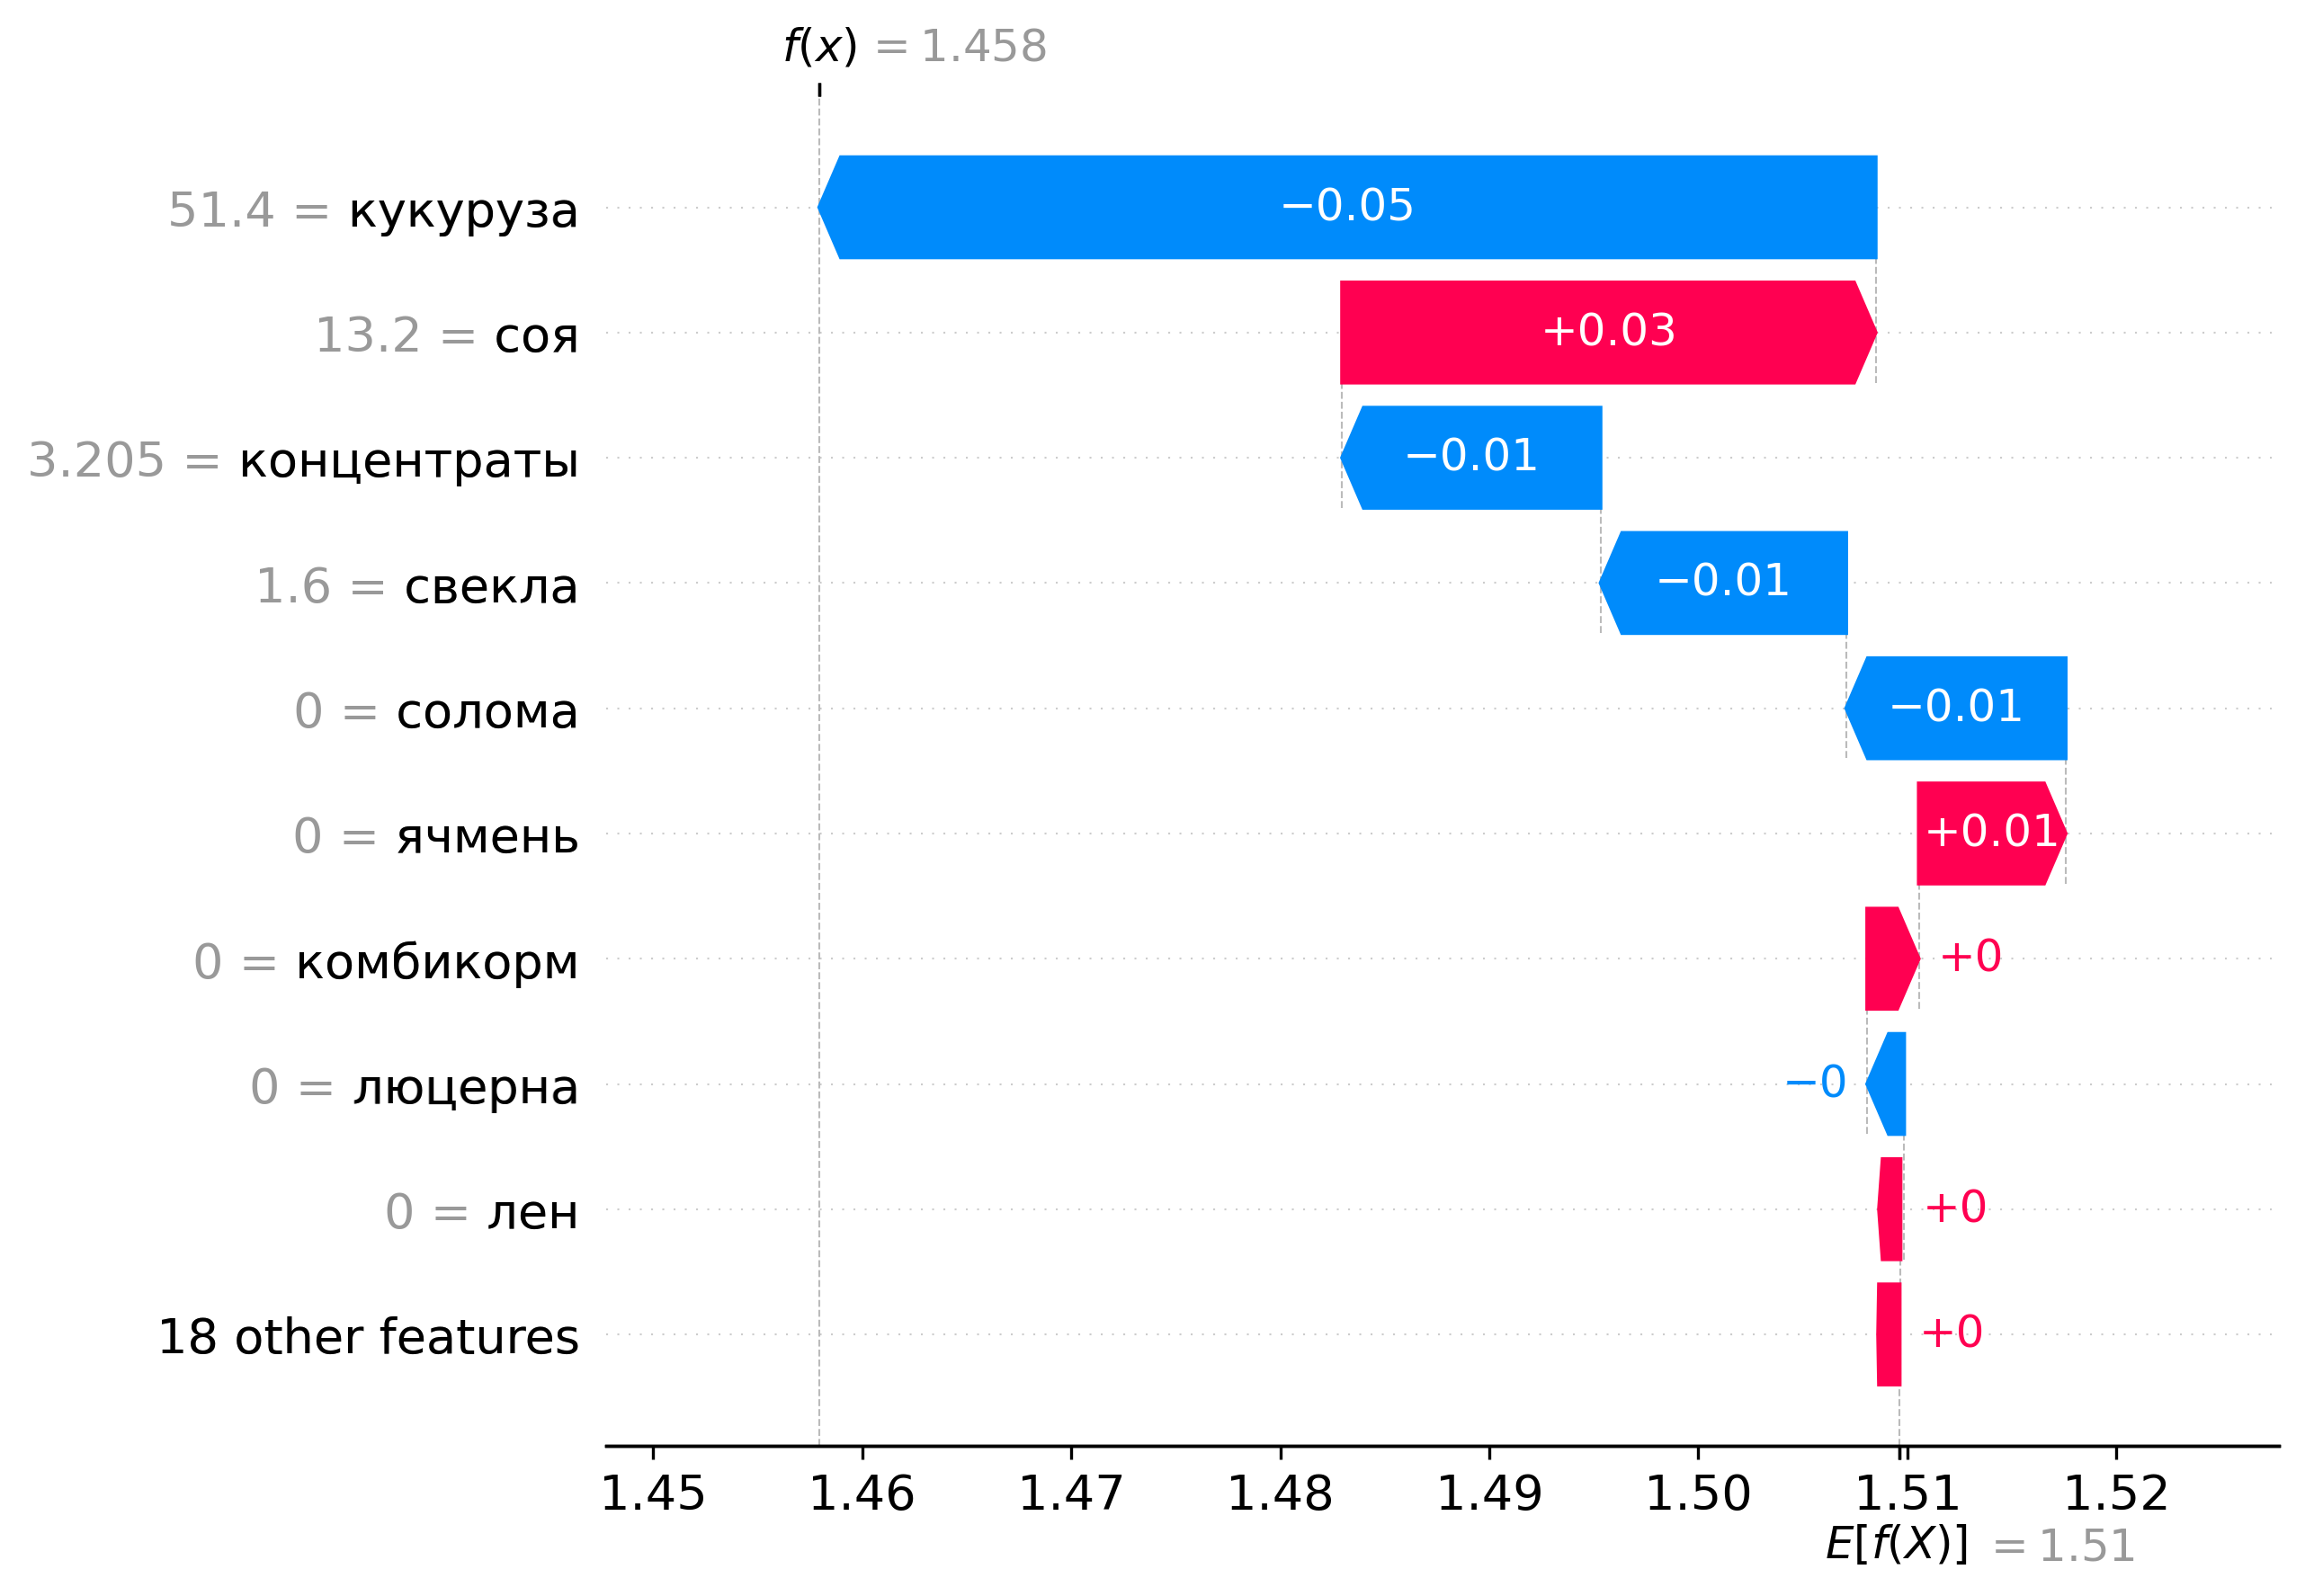 f(x) = 1.458
51.4 = кукуруза −0.05
13.2 = соя +0.03
3.205 = концентраты −0.01
1.6 = свекла −0.01
0 = солома −0.01
0 = ячмень +0.01
0 = комбикорм +0
0 = люцерна −0
0 = лен +0
18 other features +0
1.45 1.46 1.47 1.48 1.49 1.50 1.51 1.52
E[f(X)] = 1.51